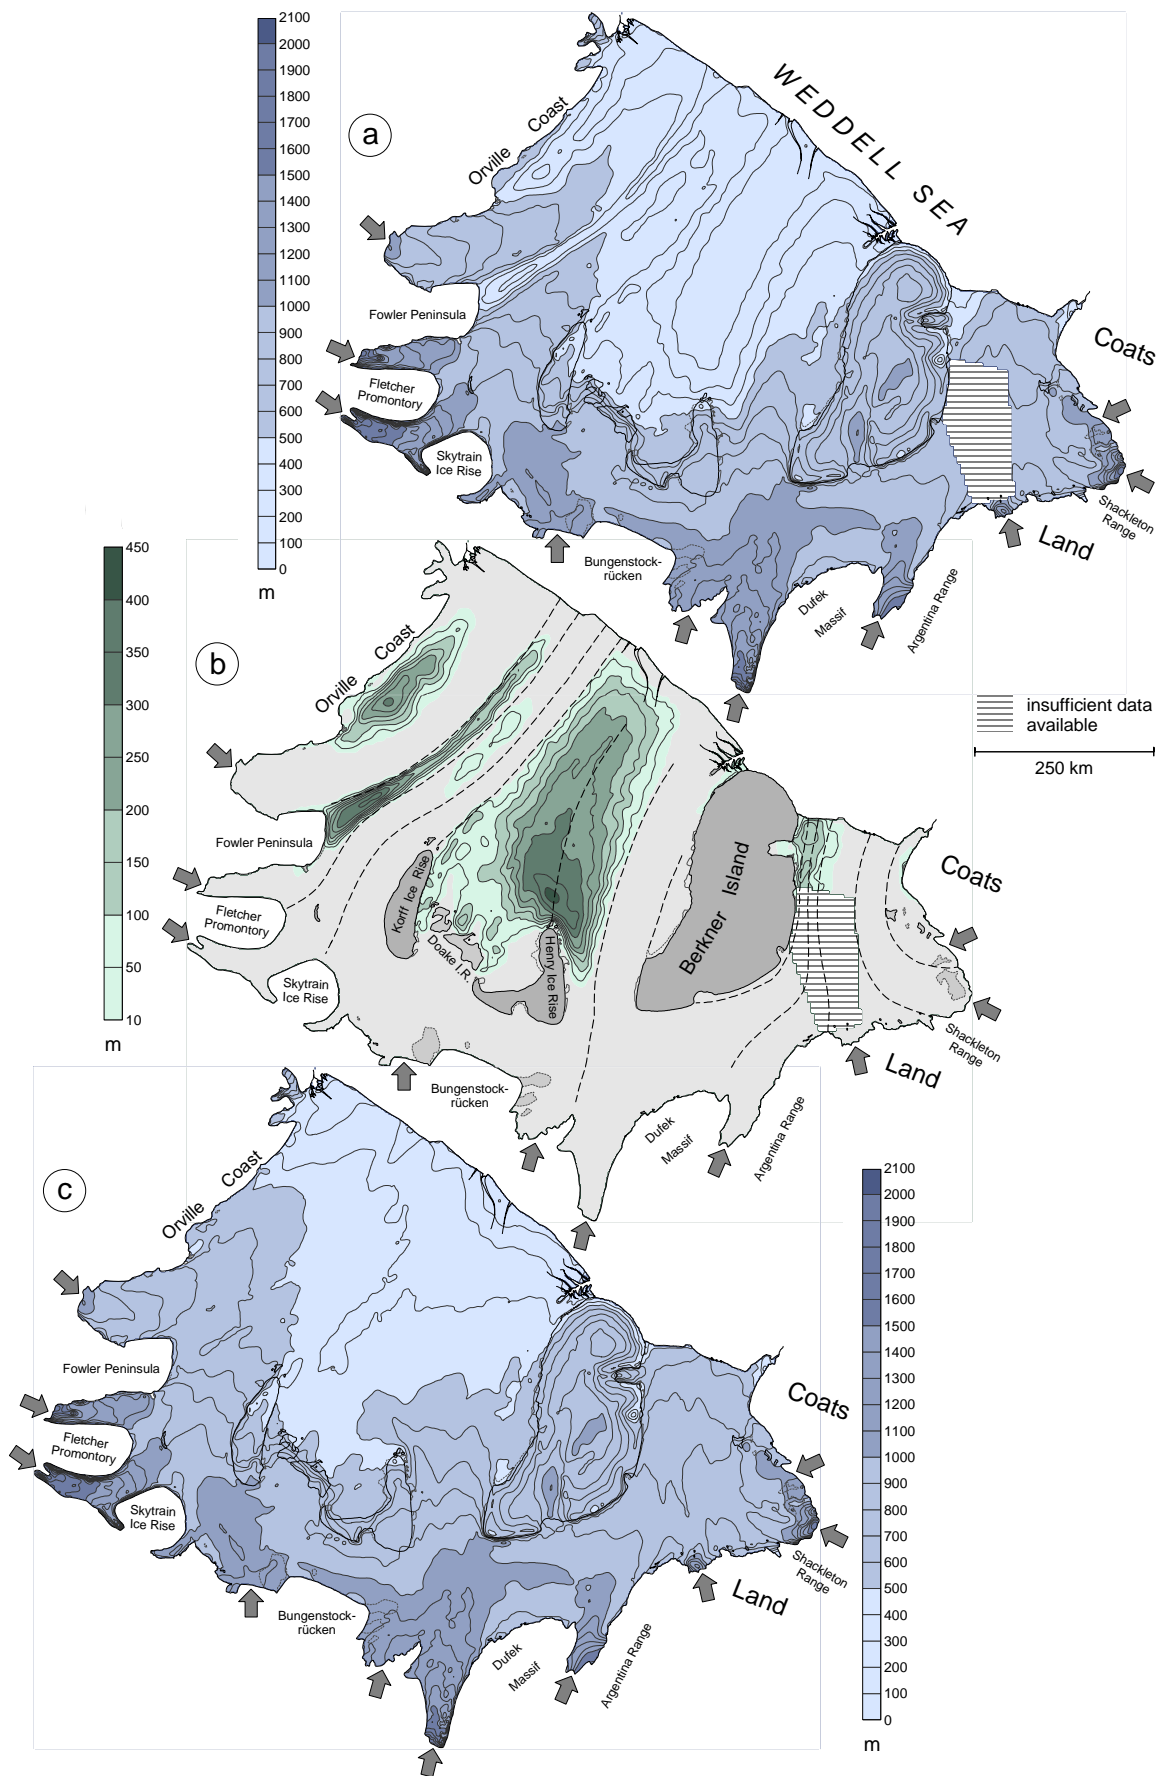 2100
2000
1900
1800
1700
1600
1500
1400
1300
1200
1100
1000
900
800
700
600
500
400
300
200
100
0
m
a
WEDDELL SEA
Orville Coast
Fowler Peninsula
Fletcher
Promontory
Skytrain
Ice Rise
Bungenstock-
rücken
Dufek
Massif
Argentina Range
Coats
Land
Shackleton
Range
insufficient data
available
250 km
450
400
350
300
250
200
150
100
50
10
m
b
Orville Coast
Fowler Peninsula
Fletcher
Promontory
Skytrain
Ice Rise
Korff Ice Rise
Doake I.R.
Henry Ice Rise
Berkner Island
Bungenstock-
rücken
Dufek
Massif
Argentina Range
Coats
Land
Shackleton
Range
c
Orville Coast
Fowler Peninsula
Fletcher
Promontory
Skytrain
Ice Rise
Bungenstock-
rücken
Dufek
Massif
Argentina Range
Coats
Land
Shackleton
Range
2100
2000
1900
1800
1700
1600
1500
1400
1300
1200
1100
1000
900
800
700
600
500
400
300
200
100
0
m